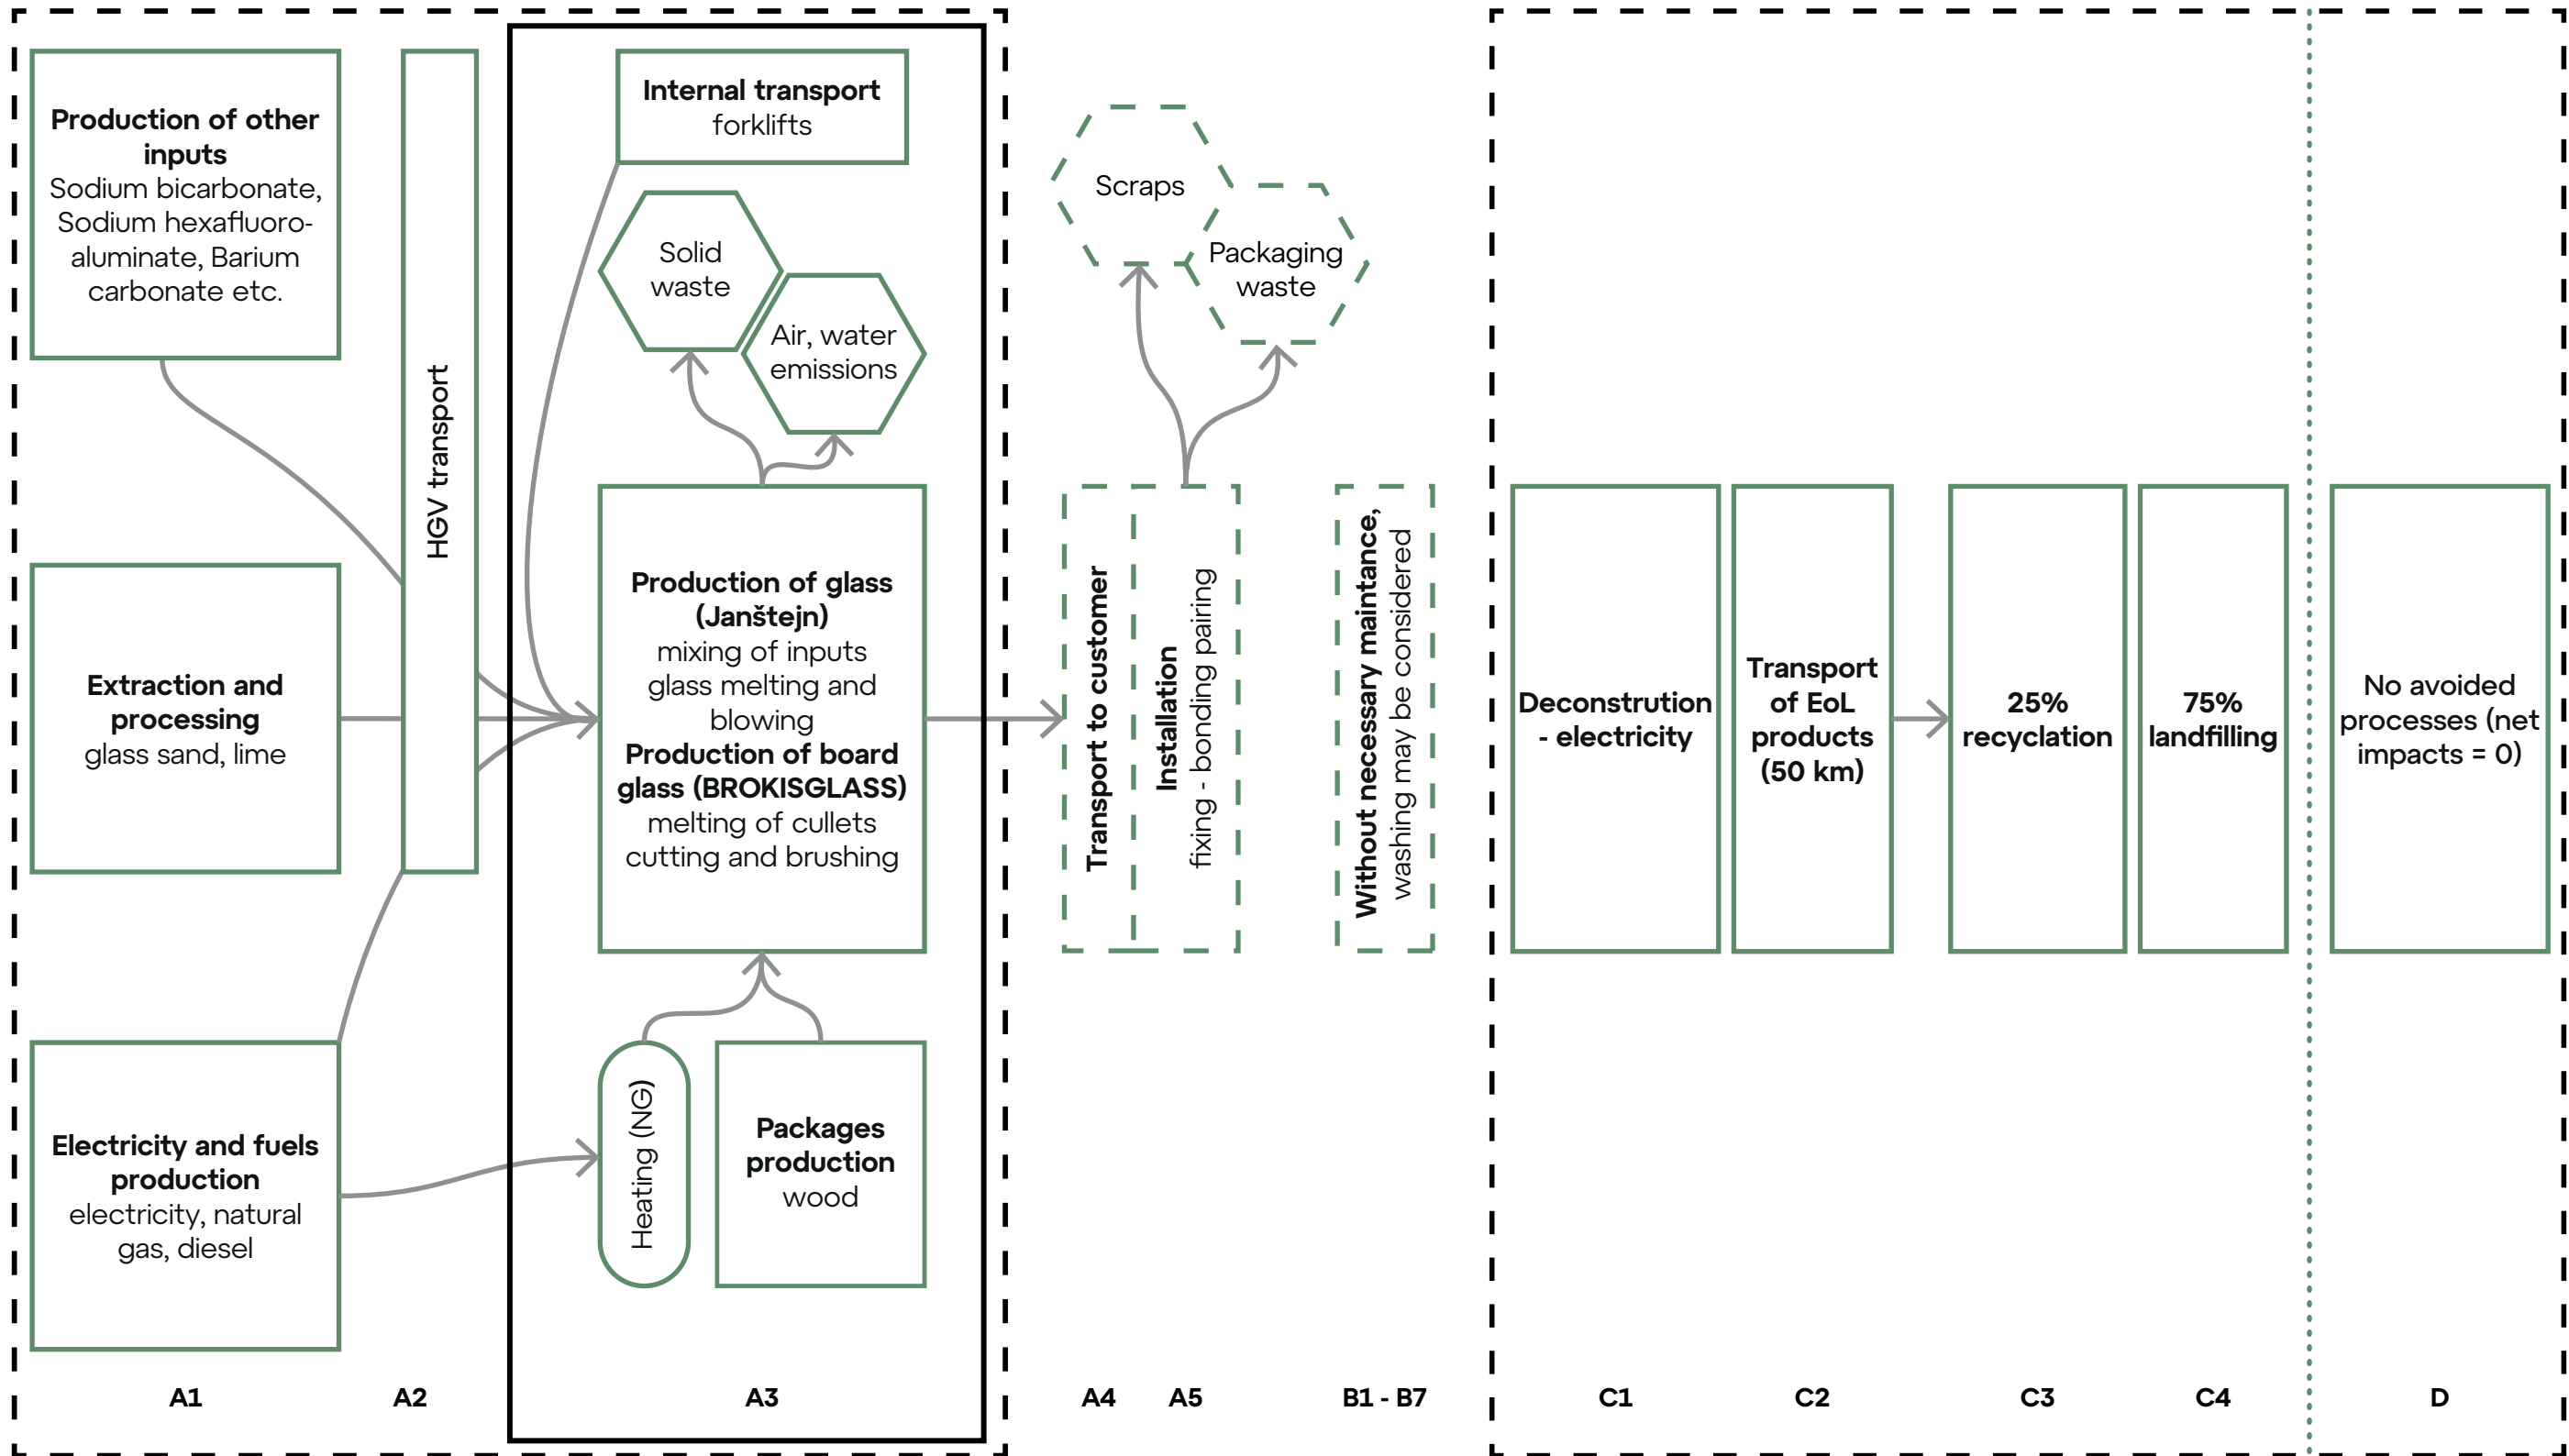 Production of other
inputs
Sodium bicarbonate,
Sodium hexafluoro-
aluminate, Barium
carbonate etc.
Extraction and
processing
glass sand, lime
Electricity and fuels
production
electricity, natural
gas, diesel
HGV transport
Internal transport
forklifts
Solid
waste
Air, water
emissions
Production of glass
(Janštejn)
mixing of inputs
glass melting and
blowing
Production of board
glass (BROKISGLASS)
melting of cullets
cutting and brushing
Heating (NG)
Packages
production
wood
Scraps
Packaging
waste
Transport to customer
Installation
fixing - bonding pairing
Without necessary maintance,
washing may be considered
Deconstrution
- electricity
Transport
of EoL
products
(50 km)
25%
recyclation
75%
landfilling
No avoided
processes (net
impacts = 0)
A1
A2
A3
A4
A5
B1 - B7
C1
C2
C3
C4
D